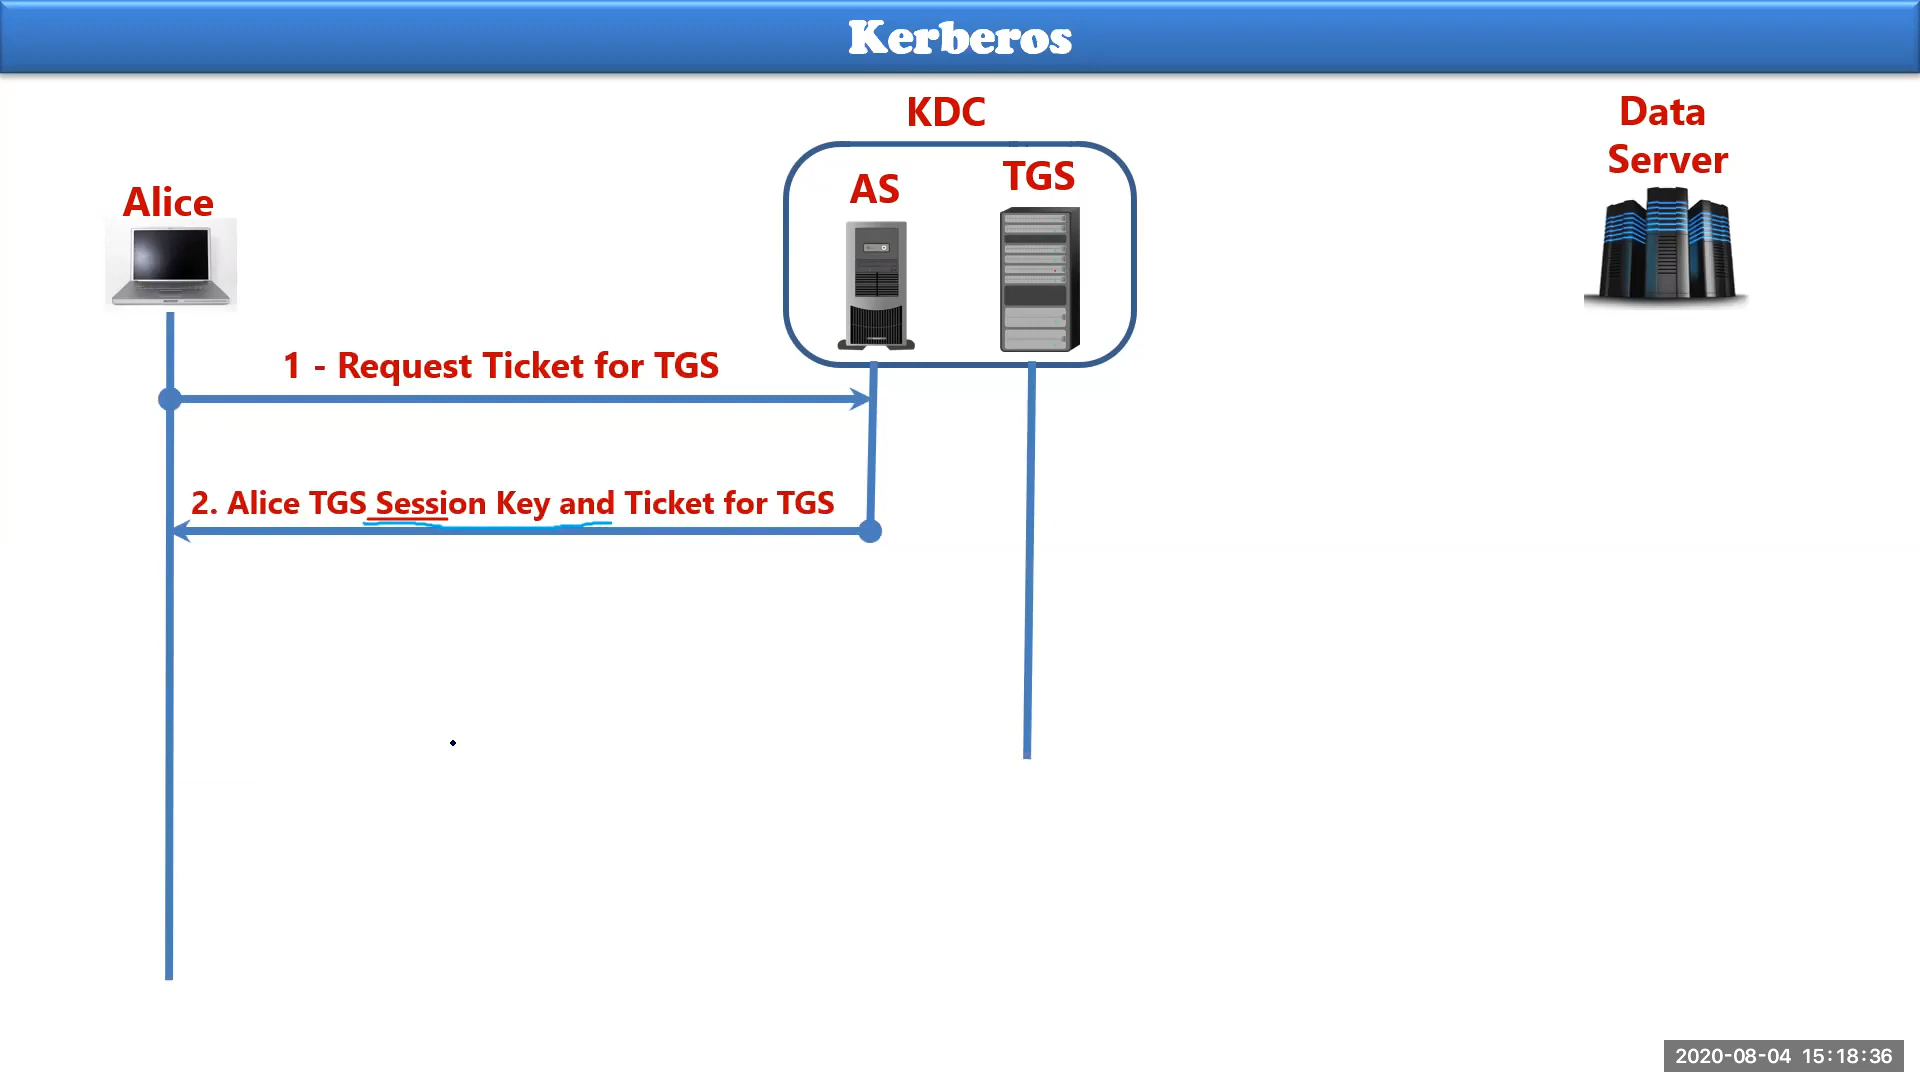 Kerberos
KDC
Data
Server
AS
TGS
Alice
1 - Request Ticket for TGS
2. Alice TGS Session Key and Ticket for TGS
2020-08-04 15:18:36